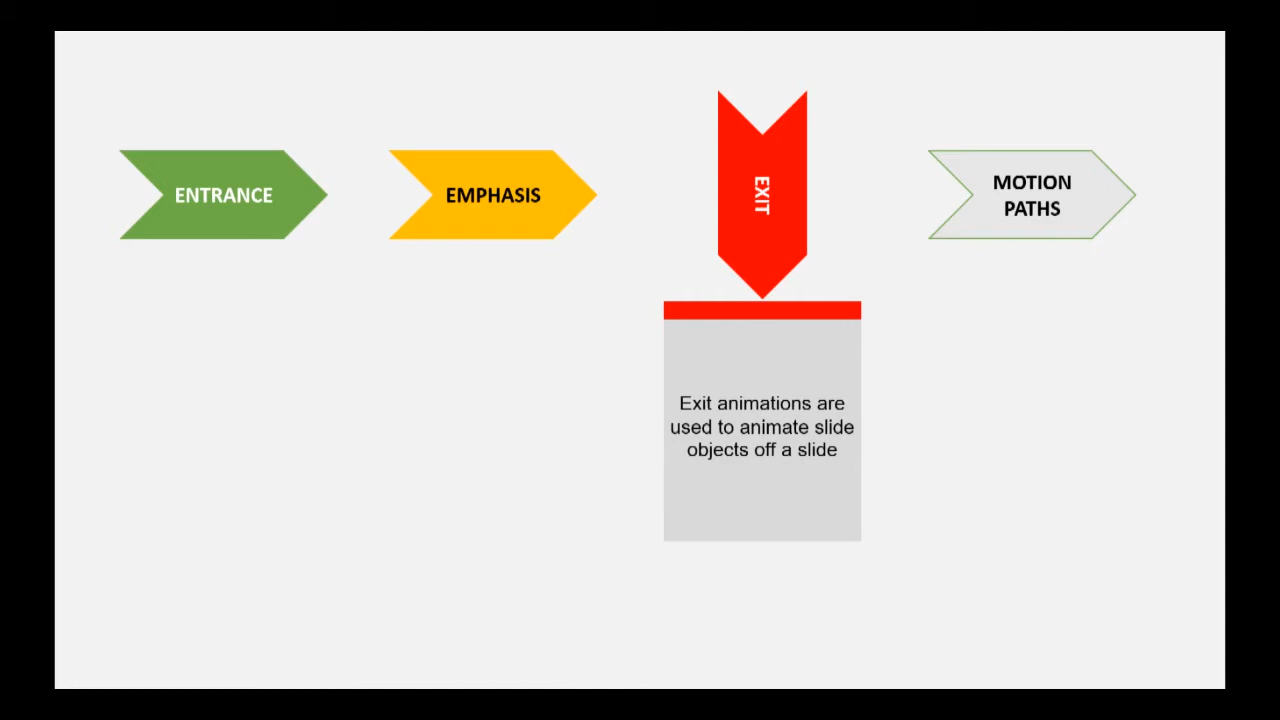 ENTRANCE
EMPHASIS
EXIT
MOTION
PATHS
Exit animations are
used to animate slide
objects off a slide